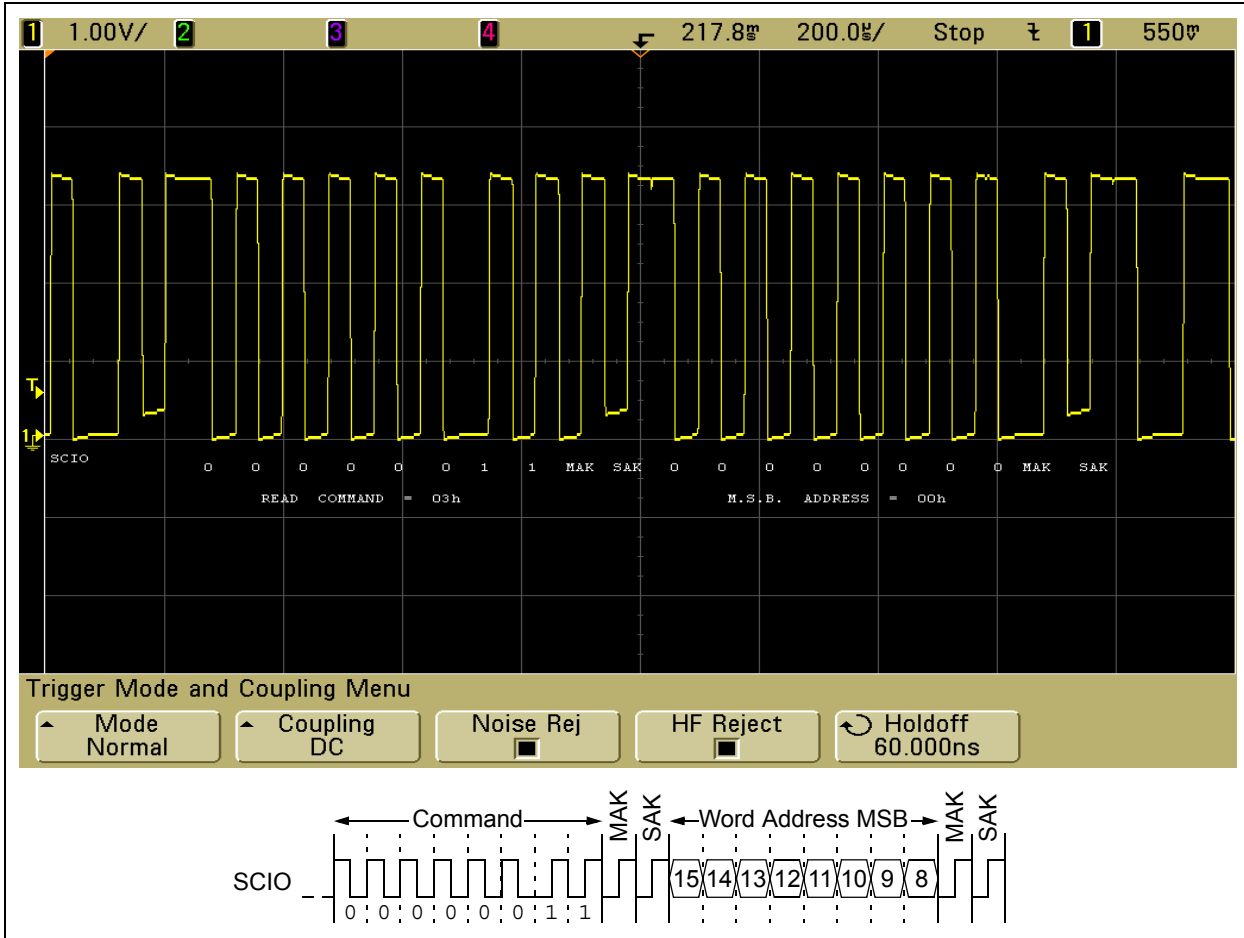 1 1.00V/ 2 3 4 217.8ms 200.0us/ Stop 1 550mV
T
1
SCIO
0 0 0 0 0 0 1 1 MAK SAK 0 0 0 0 0 0 0 0 MAK SAK
READ COMMAND = 03h M.S.B. ADDRESS = 00h
Trigger Mode and Coupling Menu
Mode Coupling Noise Rej HF Reject Holdoff
Normal DC 60.000ns
Command MAK SAK Word Address MSB MAK SAK
SCIO 15 14 13 12 11 10 9 8
0 0 0 0 0 0 1 1